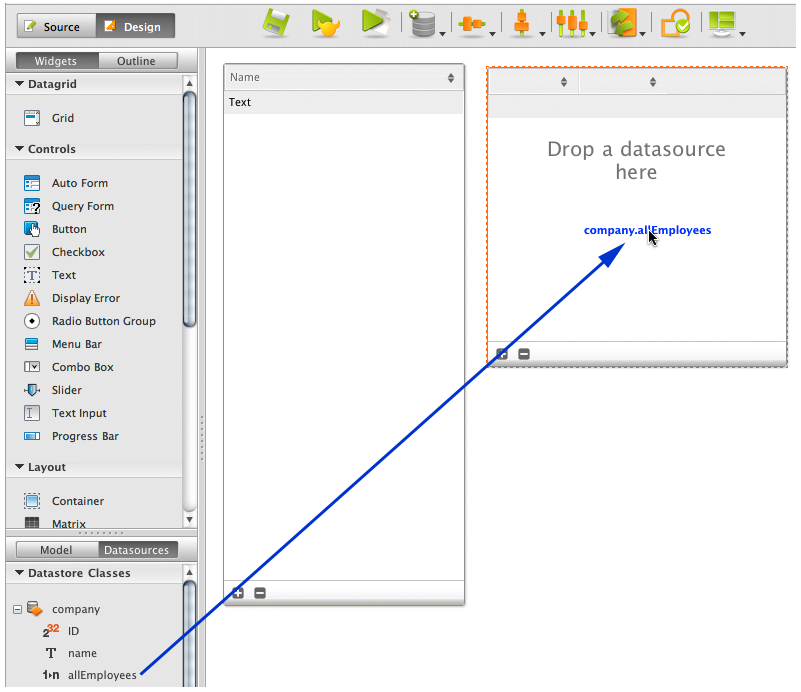 Source Design
Widgets Outline
Datagrid
Grid
Controls
Auto Form
Query Form
Button
Checkbox
Text
Display Error
Radio Button Group
Menu Bar
Combo Box
Slider
Text Input
Progress Bar
Layout
Container
Matrix
Model Datasources
Datastore Classes
company
2³² ID
T name
1▸n allEmployees
Name
Text
Drop a datasource
here
company.allEmployees